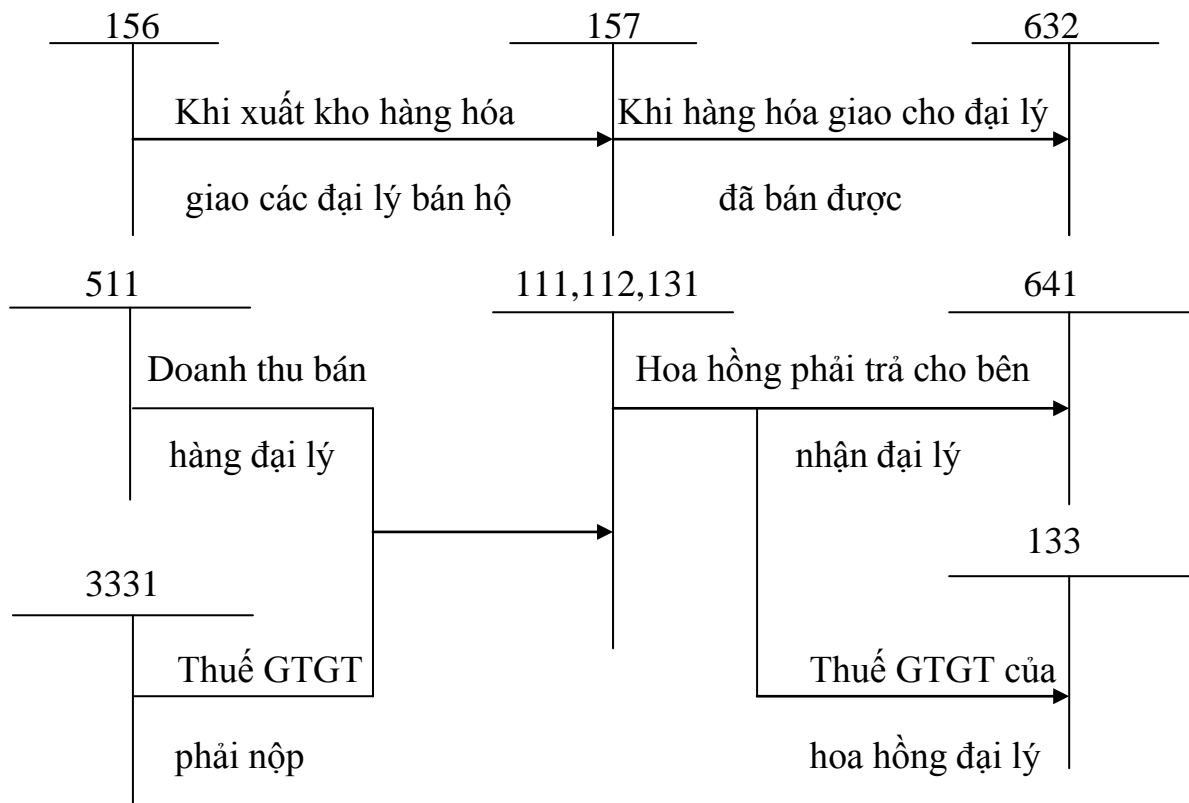 156 157 632
Khi xuất kho hàng hóa Khi hàng hóa giao cho đại lý
giao các đại lý bán hộ đã bán được
511 111,112,131 641
Doanh thu bán Hoa hồng phải trả cho bên
hàng đại lý nhận đại lý
133
3331
Thuế GTGT Thuế GTGT của
phải nộp hoa hồng đại lý